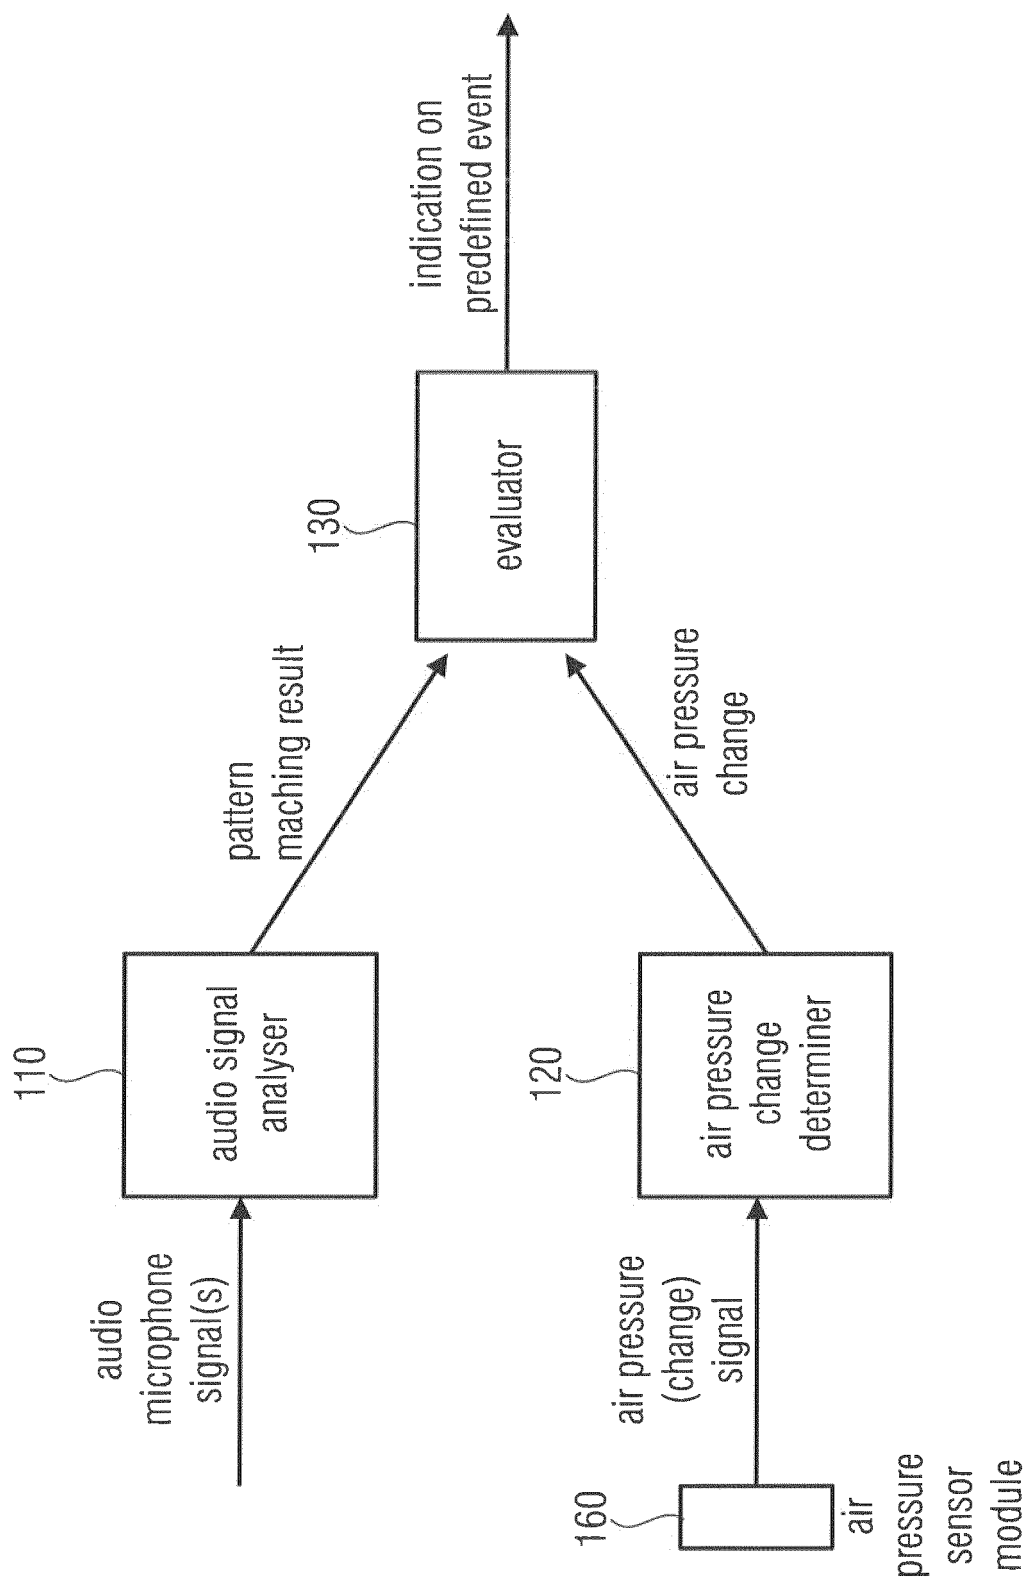 audio
microphone
signal(s)
110
audio signal
analyser
pattern
maching result
130
evaluator
indication on
predefined event
160
air
pressure
sensor
module
air pressure
(change)
signal
120
air pressure
change
determiner
air pressure
change